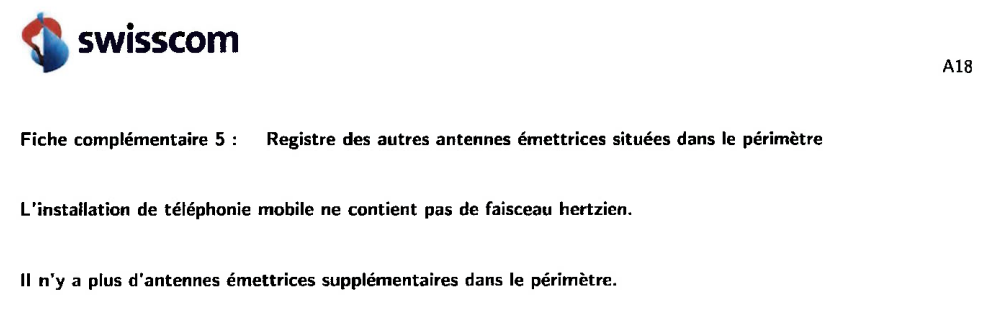 swisscom
A18
Fiche complémentaire 5 : Registre des autres antennes émettrices situées dans le périmètre
L'installation de téléphonie mobile ne contient pas de faisceau hertzien.
Il n'y a plus d'antennes émettrices supplémentaires dans le périmètre.